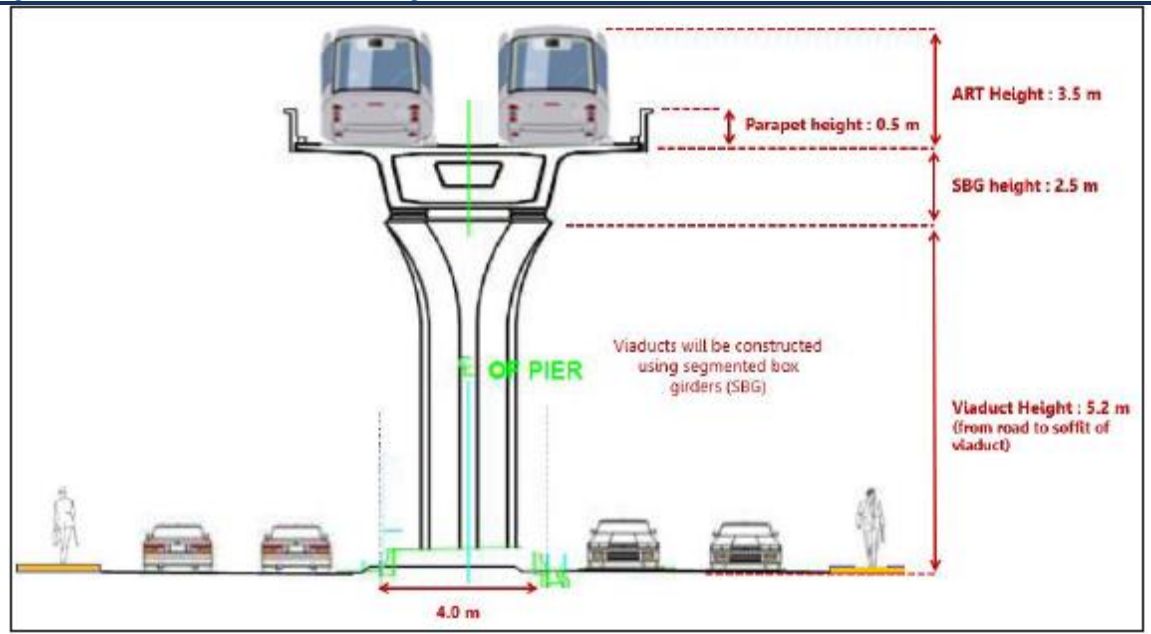 ART Height : 3.5 m
Parapet height : 0.5 m
SBG height : 2.5 m
OF PIER
Viaducts will be constructed
using segmented box
girders (SBG)
Viaduct Height : 5.2 m
(from road to soffit of
viaduct)
4.0 m